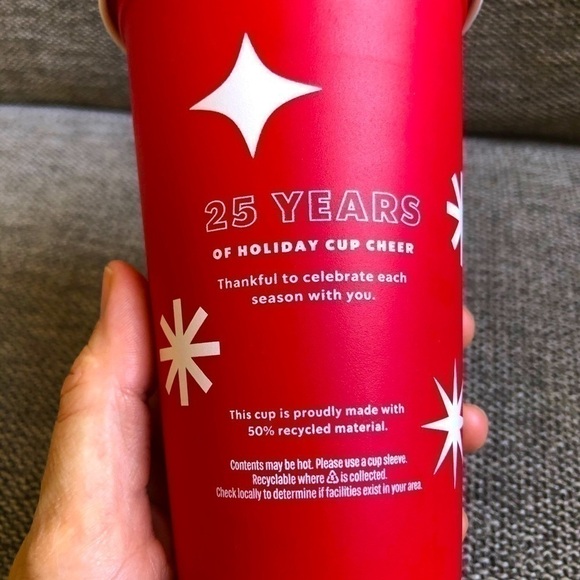 25 YEARS
OF HOLIDAY CUP CHEER
Thankful to celebrate each
season with you.
This cup is proudly made with
50% recycled material.
Contents may be hot. Please use a cup sleeve.
Recyclable where is collected.
Check locally to determine if facilities exist in your area.